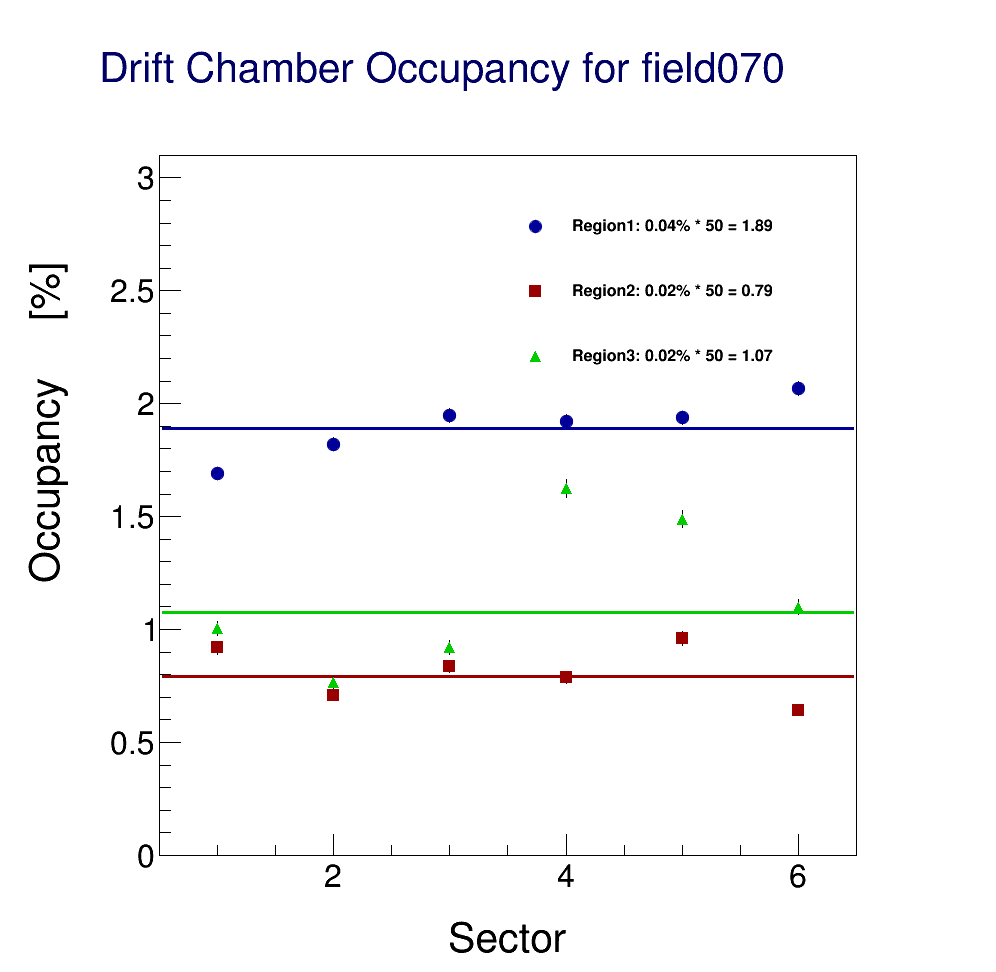 Drift Chamber Occupancy for field070
Occupancy [%]
3
2.5
2
1.5
1
0.5
0
Region1: 0.04% * 50 = 1.89
Region2: 0.02% * 50 = 0.79
Region3: 0.02% * 50 = 1.07
2 4 6
Sector